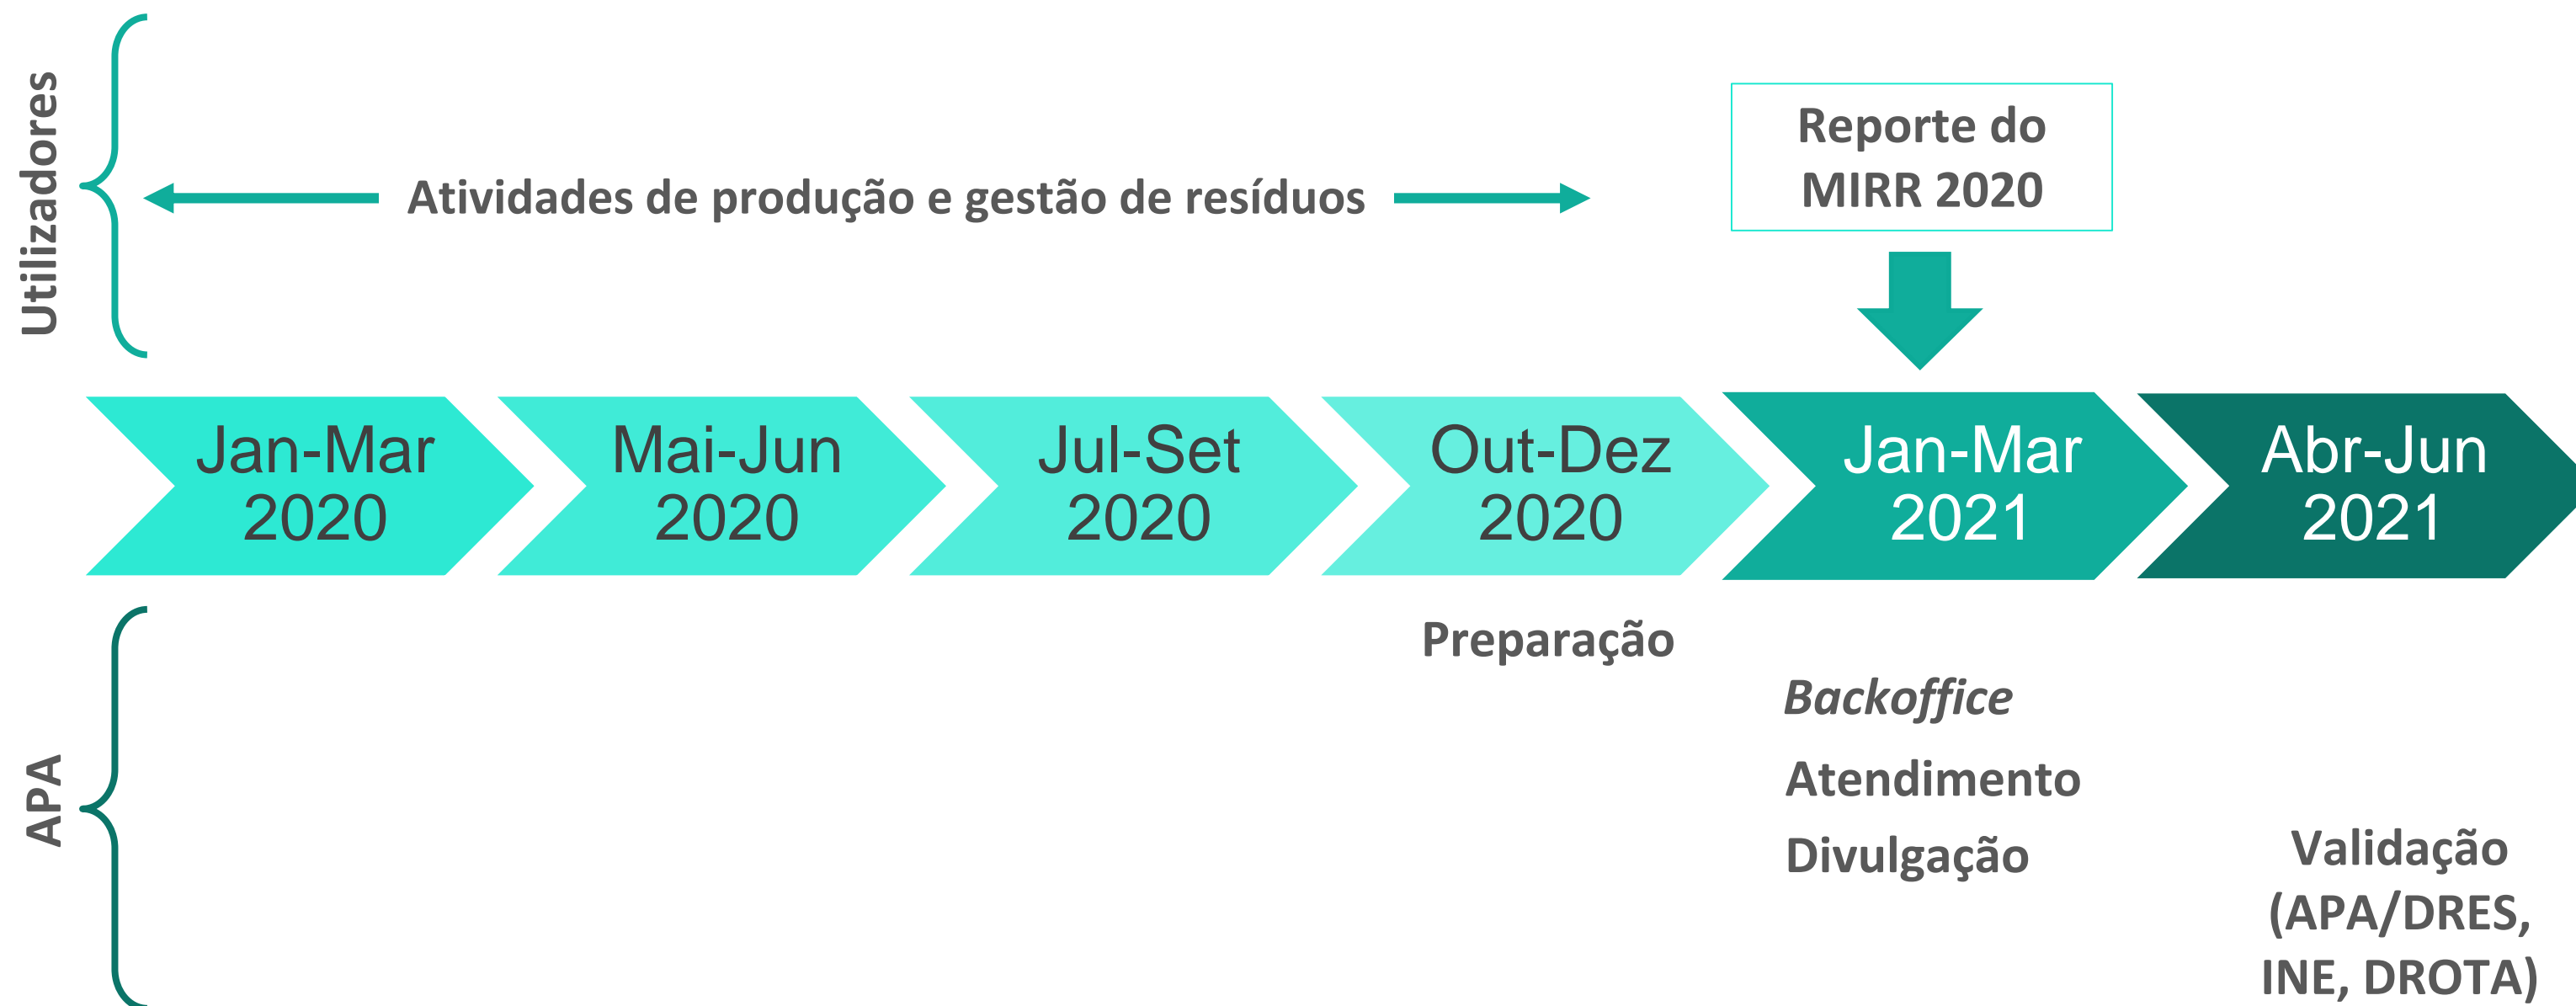 Utilizadores
Atividades de produção e gestão de resíduos
Reporte do
MIRR 2020
Jan-Mar
2020
Mai-Jun
2020
Jul-Set
2020
Out-Dez
2020
Jan-Mar
2021
Abr-Jun
2021
APA
Preparação
Backoffice
Atendimento
Divulgação
Validação
(APA/DRES,
INE, DROTA)